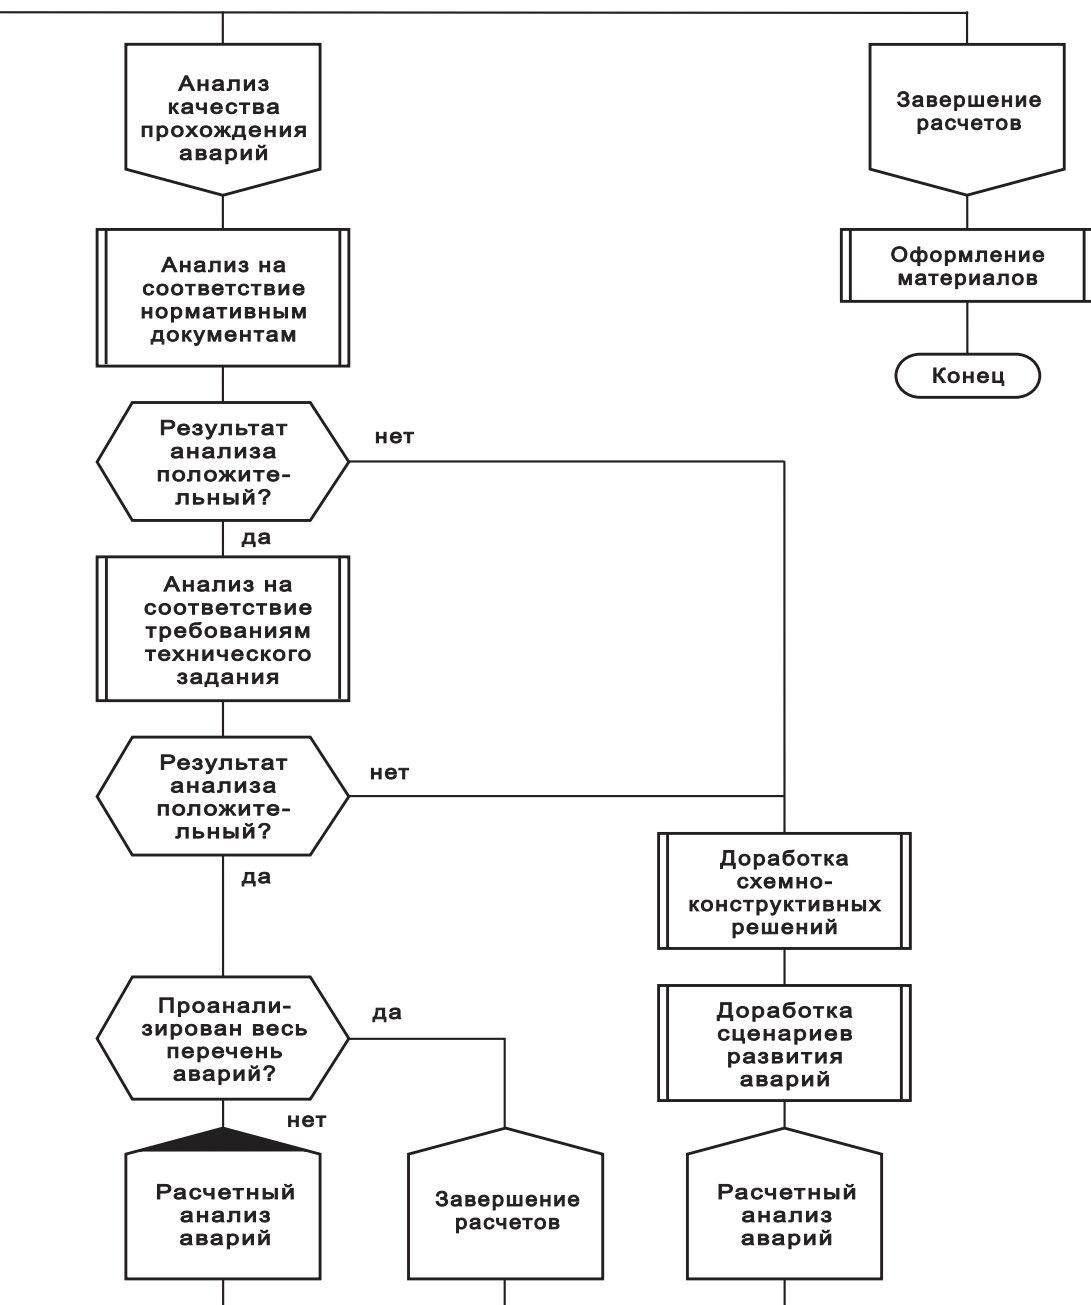 Анализ
качества
прохождения
аварий
Завершение
расчетов
Анализ на
соответствие
нормативным
документам
Оформление
материалов
Конец
Результат
анализа
положите-
льный?
нет
да
Анализ на
соответствие
требованиям
технического
задания
Результат
анализа
положите-
льный?
нет
да
Доработка
схемно-
конструктивных
решений
Проанали-
зирован весь
перечень
аварий?
да
нет
Доработка
сценариев
развития
аварий
Расчетный
анализ
аварий
Завершение
расчетов
Расчетный
анализ
аварий